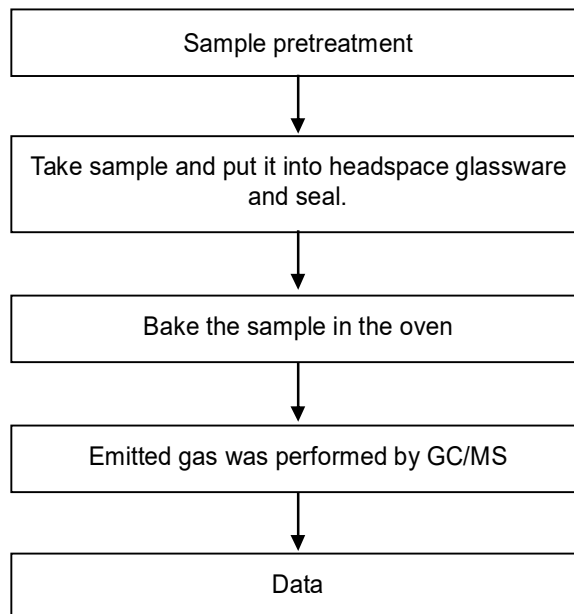 Sample pretreatment
Take sample and put it into headspace glassware
and seal.
Bake the sample in the oven
Emitted gas was performed by GC/MS
Data